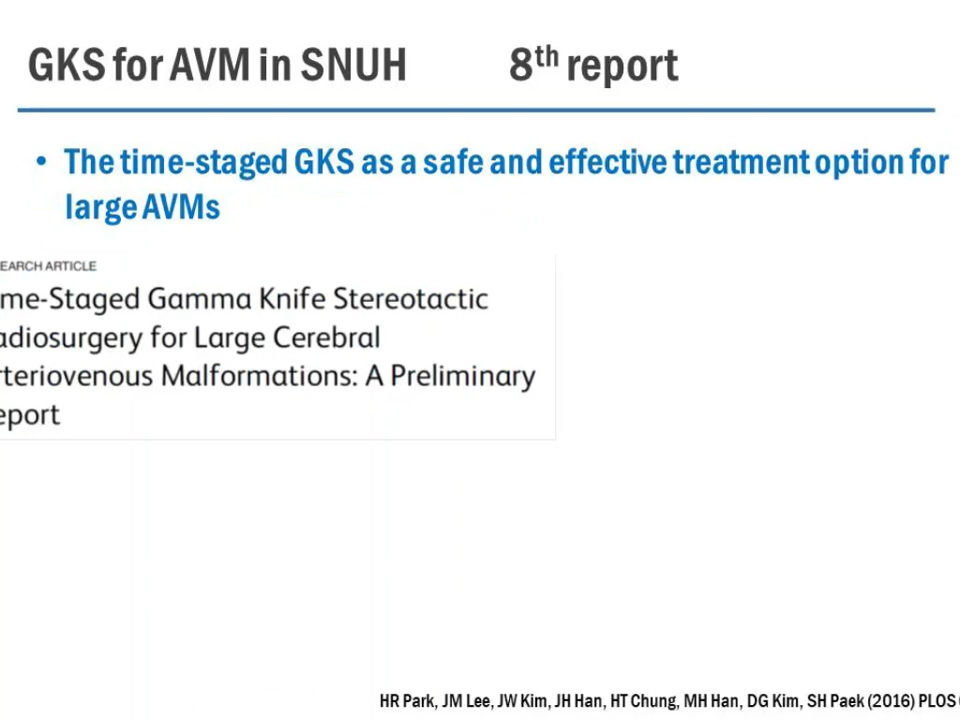 GKS for AVM in SNUH 8th report
• The time-staged GKS as a safe and effective treatment option for
large AVMs
EARCH ARTICLE
me-Staged Gamma Knife Stereotactic
adiosurgery for Large Cerebral
rteriovenous Malformations: A Preliminary
eport
HR Park, JM Lee, JW Kim, JH Han, HT Chung, MH Han, DG Kim, SH Paek (2016) PLOS